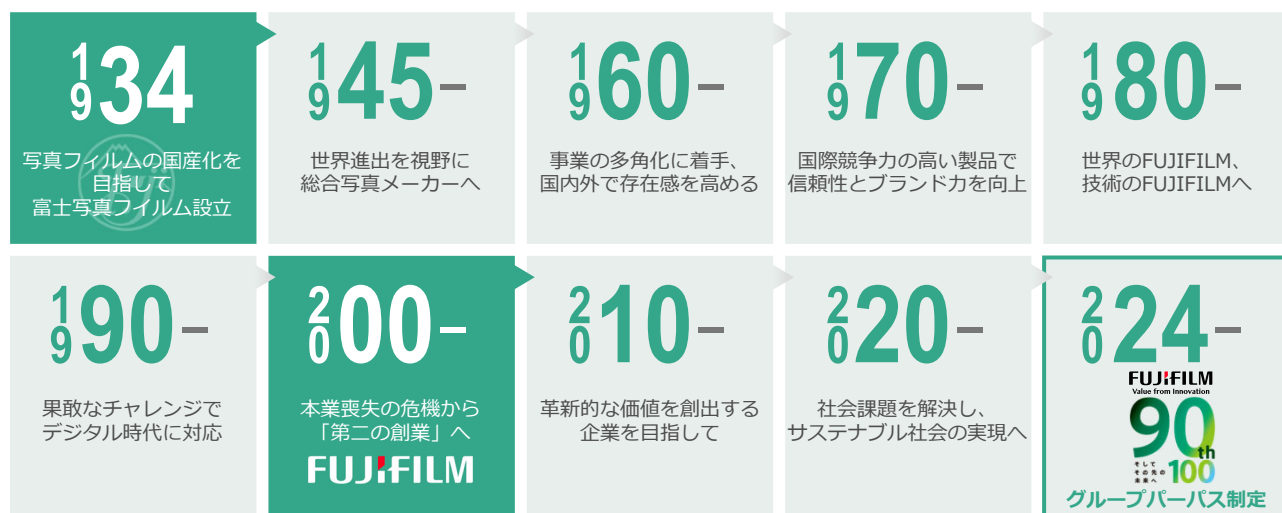 1934
写真フィルムの国産化を
目指して
富士写真フイルム設立
1945-
世界進出を視野に
総合写真メーカーへ
1960-
事業の多角化に着手、
国内外で存在感を高める
1970-
国際競争力の高い製品で
信頼性とブランド力を向上
1980-
世界のFUJIFILM、
技術のFUJIFILMへ
1990-
果敢なチャレンジで
デジタル時代に対応
2000-
本業喪失の危機から
「第二の創業」へ
FUJIFILM
2010-
革新的な価値を創出する
企業を目指して
2020-
社会課題を解決し、
サステナブル社会の実現へ
2024-
FUJIFILM
Value from Innovation
90th
そして
その先の
未来へ
100
グループパーパス制定